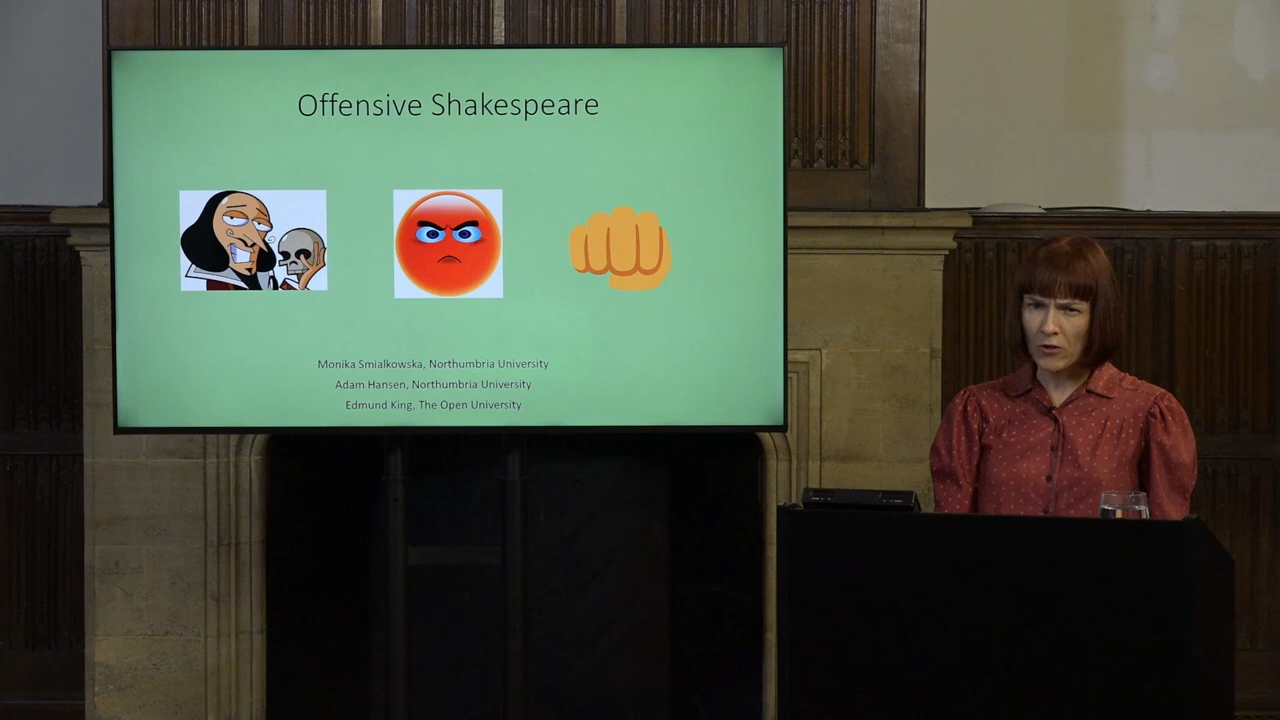 Offensive Shakespeare
Monika Smialkowska, Northumbria University
Adam Hansen, Northumbria University
Edmund King, The Open University